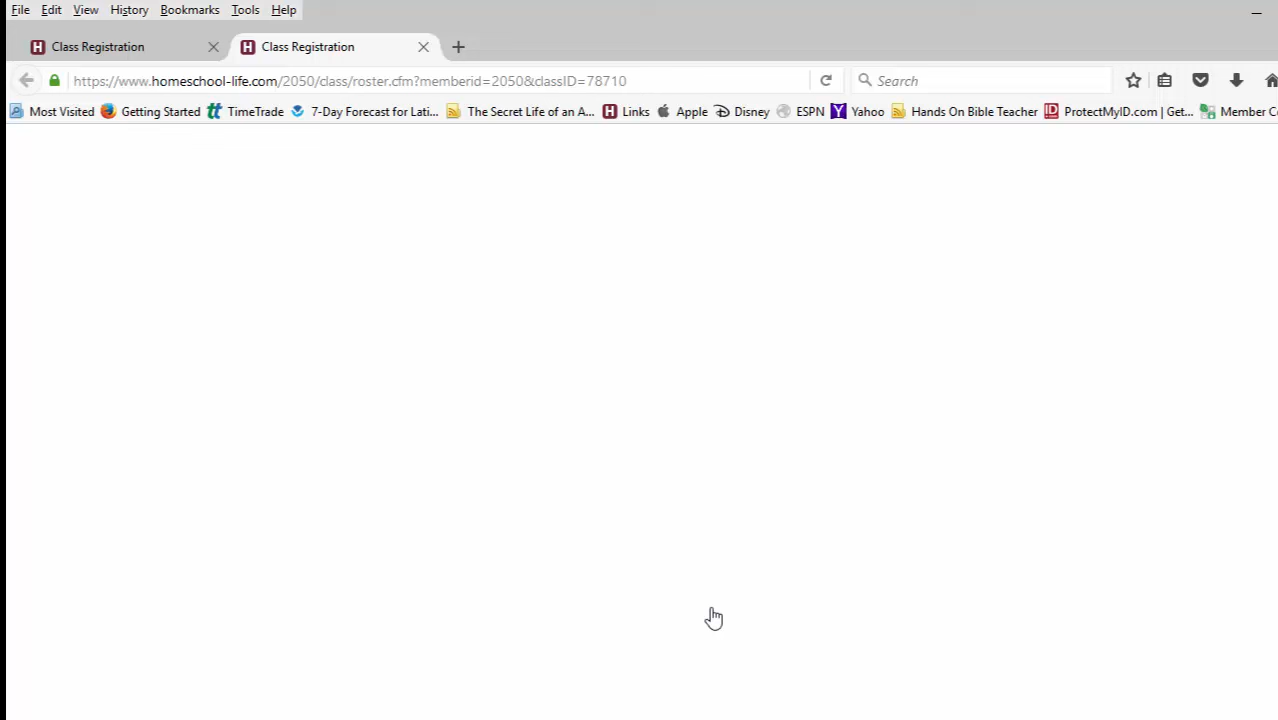 File Edit View History Bookmarks Tools Help
Class Registration Class Registration
https://www.homeschool-life.com/2050/class/roster.cfm?memberid=2050&classID=78710 Search
Most Visited Getting Started TimeTrade 7-Day Forecast for Lati... The Secret Life of an A... Links Apple Disney ESPN Yahoo Hands On Bible Teacher ProtectMyID.com | Get... Member Co